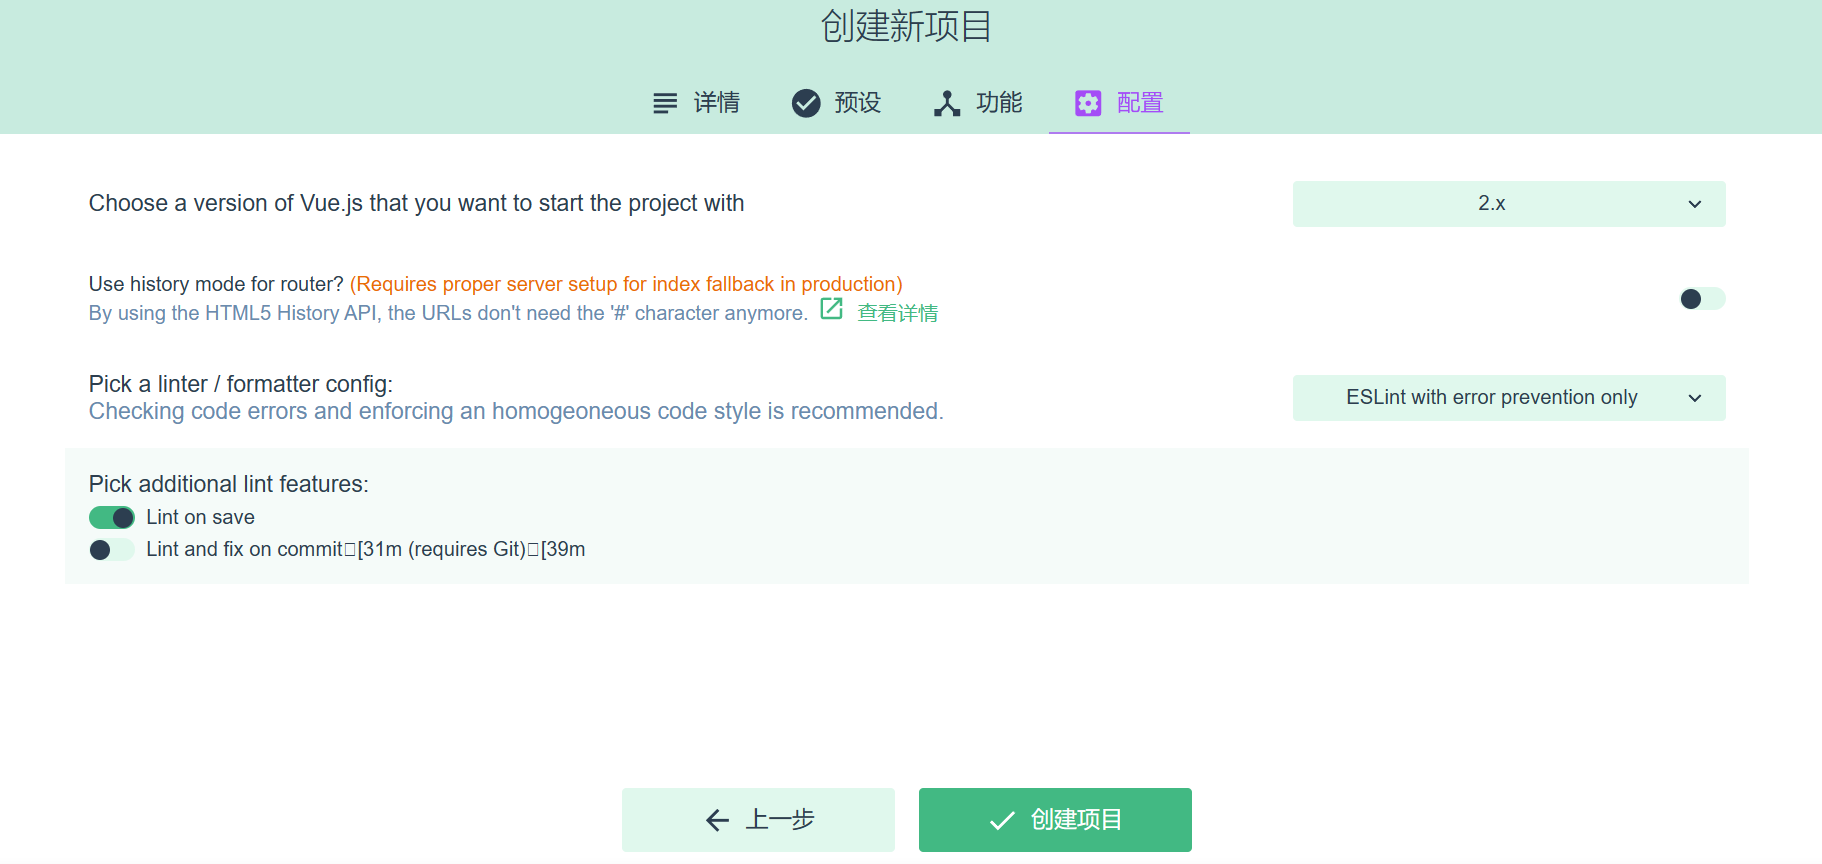 创建新项目
详情 预设 功能 配置
Choose a version of Vue.js that you want to start the project with
2.x
Use history mode for router? (Requires proper server setup for index fallback in production)
By using the HTML5 History API, the URLs don't need the '#' character anymore. 查看详情
Pick a linter / formatter config:
Checking code errors and enforcing an homogeoneous code style is recommended.
ESLint with error prevention only
Pick additional lint features:
Lint on save
Lint and fix on commit□[31m (requires Git)□[39m
上一步 创建项目